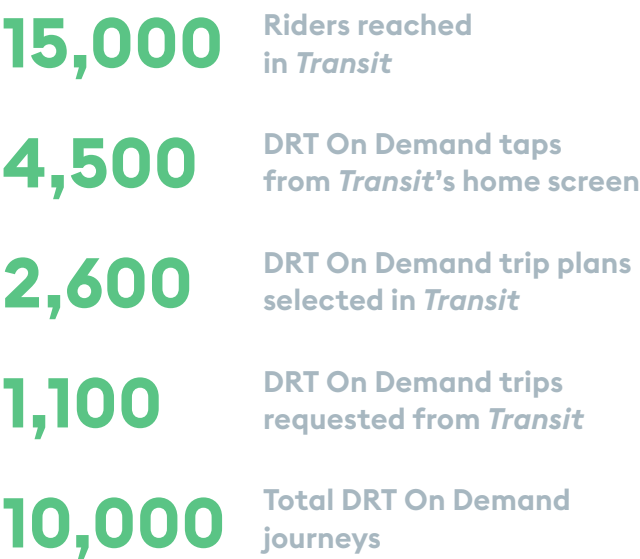 15,000
Riders reached
in Transit
4,500
DRT On Demand taps
from Transit's home screen
2,600
DRT On Demand trip plans
selected in Transit
1,100
DRT On Demand trips
requested from Transit
10,000
Total DRT On Demand
journeys